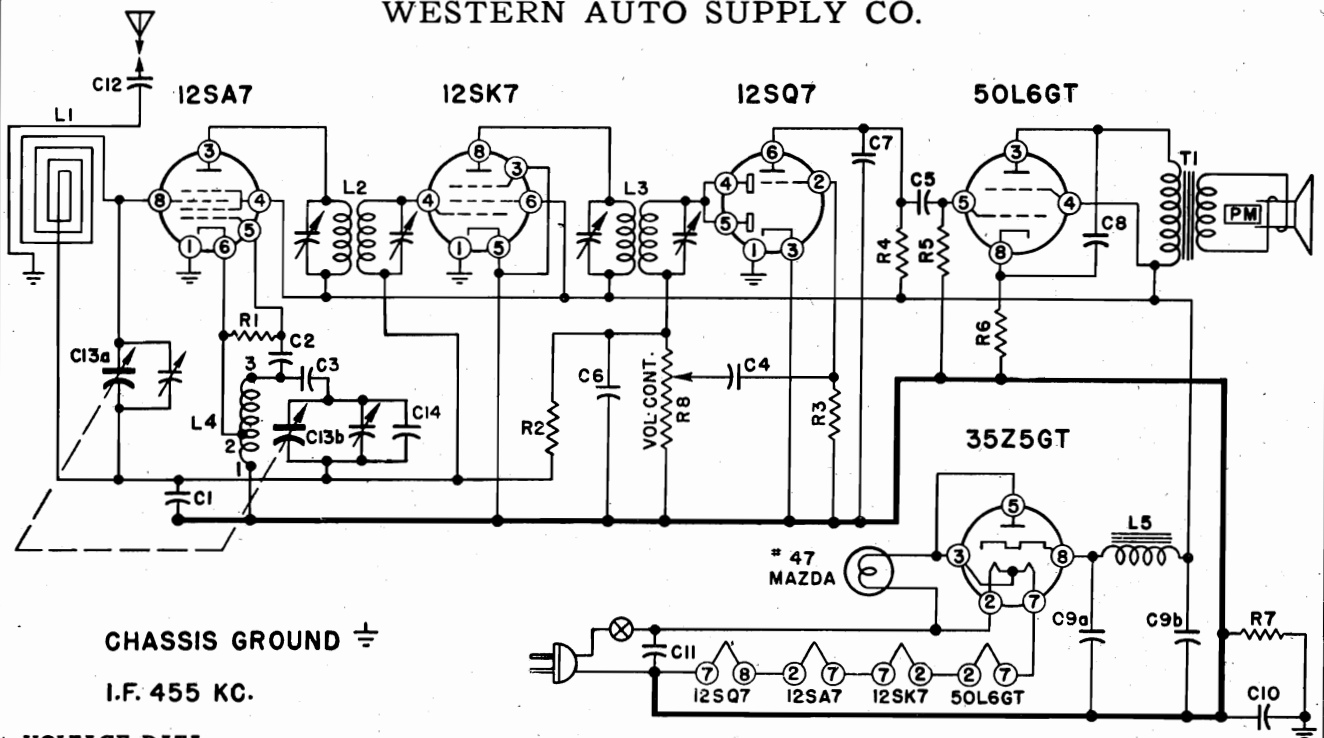 WESTERN AUTO SUPPLY CO.
C12
L1
12SA7
12SK7
12SQ7
50L6GT
3
8
4
5
1
6
L2
8
3
4
6
1
5
L3
6
4
2
5
1
3
C7
C5
R4
R5
3
5
4
8
C8
T1
PM
R6
C13a
R1
C2
3
C3
L4
2
1
C13b
C14
R2
C6
VOL. CONT.
R8
C4
R3
C1
35Z5GT
5
3
8
2
7
L5
# 47
MAZDA
C9a
C9b
R7
C10
C11
7
8
2
7
7
2
2
7
12SQ7
12SA7
12SK7
50L6GT
CHASSIS GROUND
I.F. 455 KC.